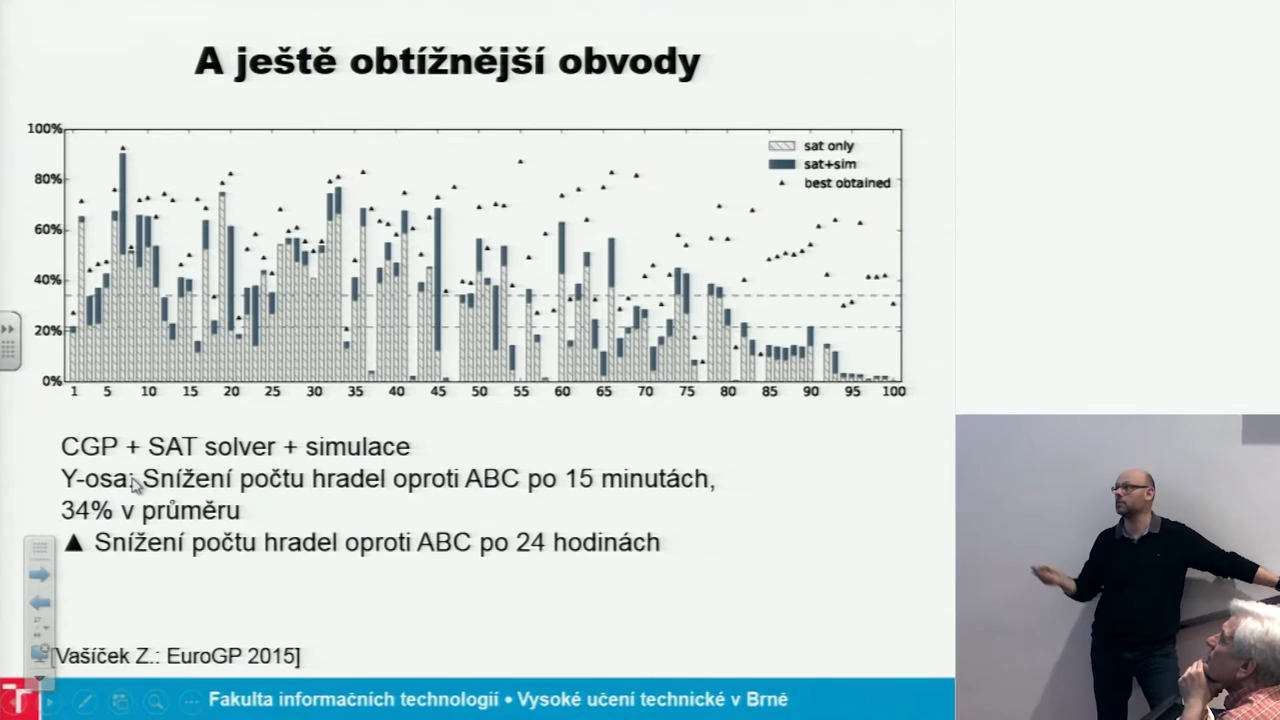 A ještě obtížnější obvody
100%
80%
60%
40%
20%
0%
sat only
sat+sim
best obtained
1 5 10 15 20 25 30 35 40 45 50 55 60 65 70 75 80 85 90 95 100
CGP + SAT solver + simulace
Y-osa: Snížení počtu hradel oproti ABC po 15 minutách,
34% v průměru
▲ Snížení počtu hradel oproti ABC po 24 hodinách
[Vašíček Z.: EuroGP 2015]
Fakulta informačních technologií • Vysoké učení technické v Brně